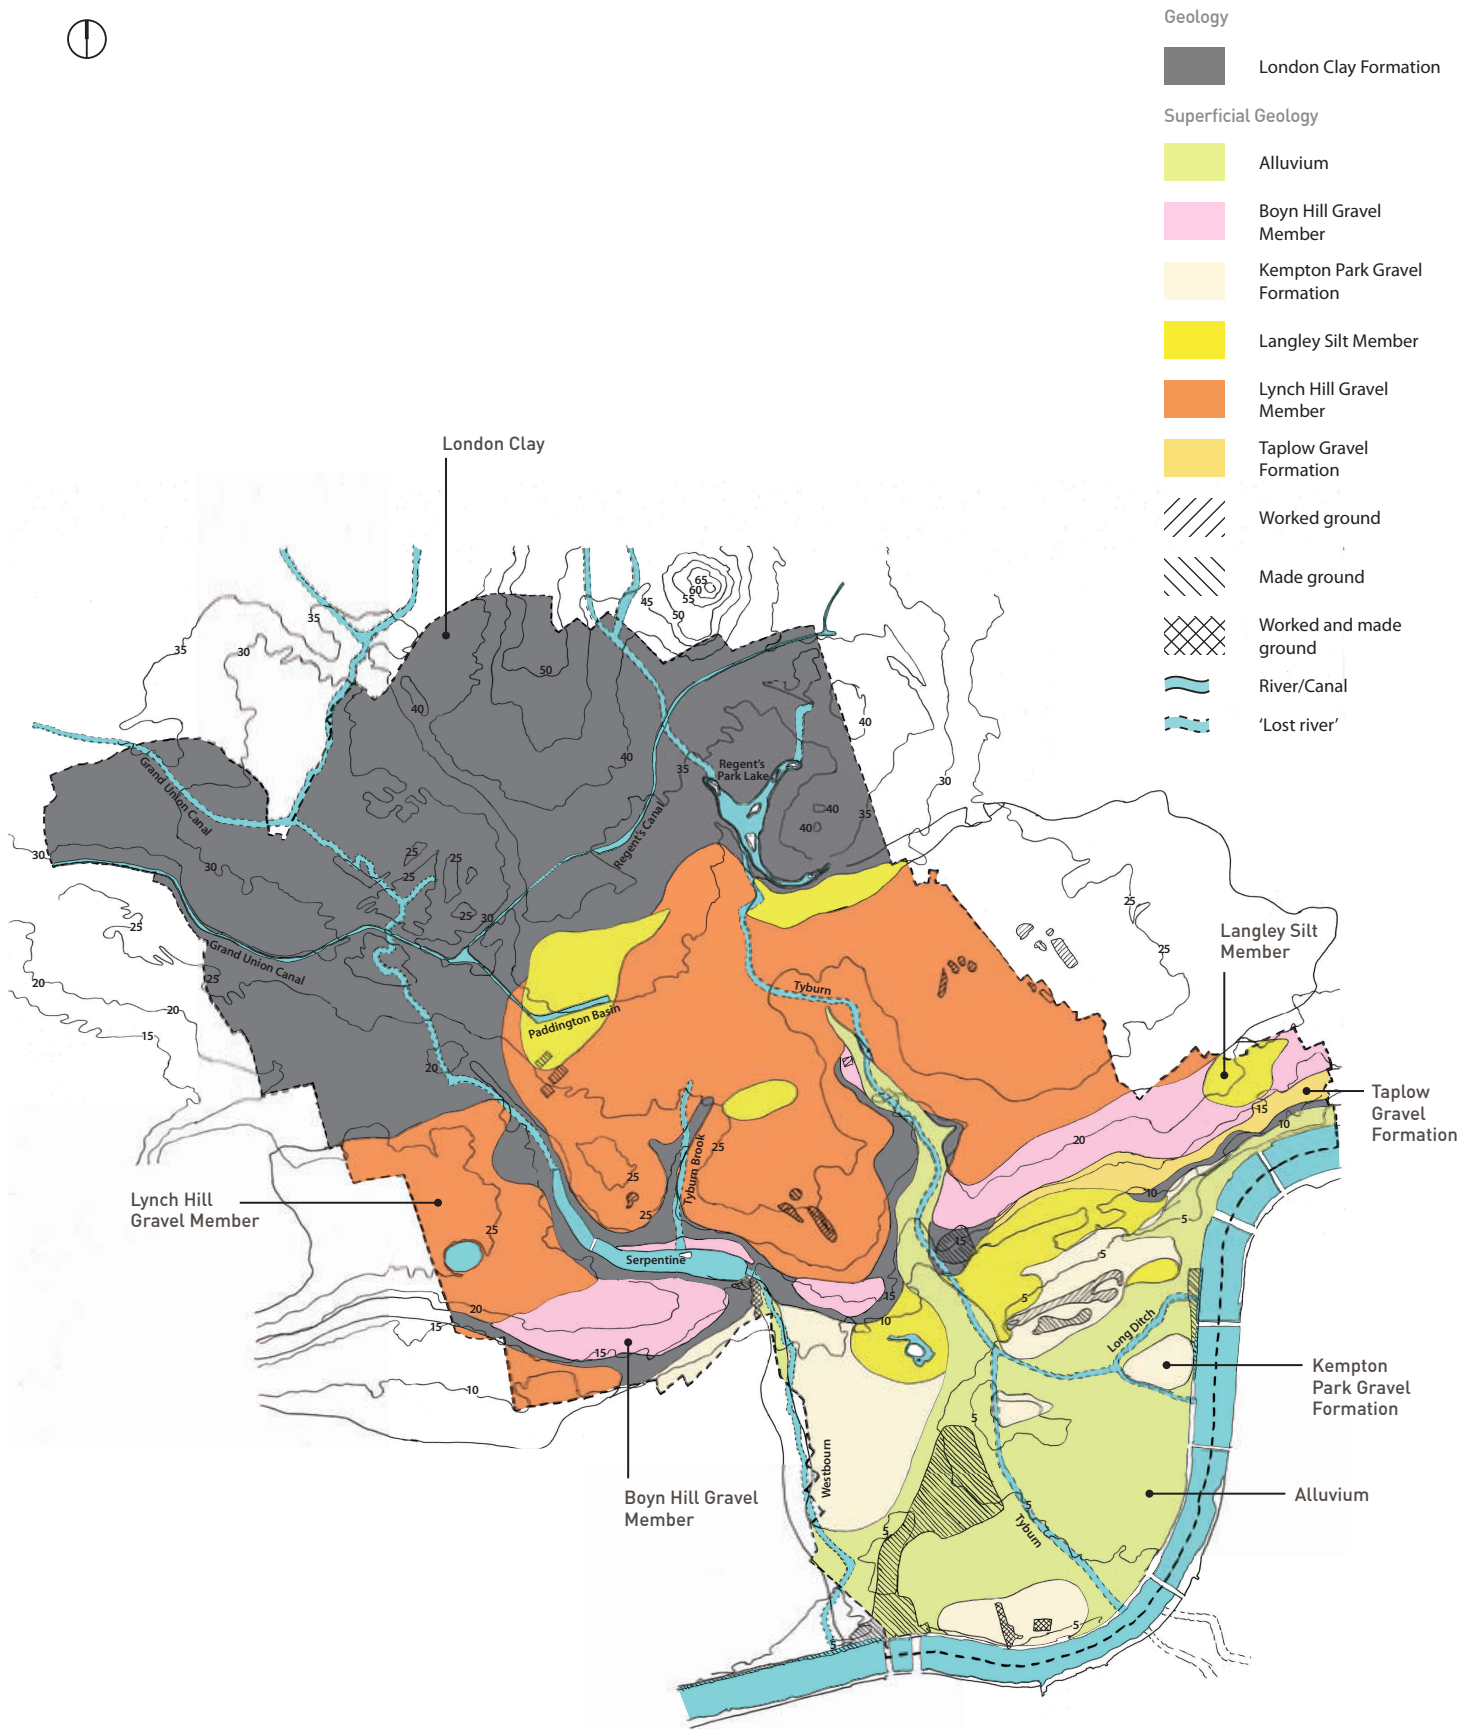 Geology
London Clay Formation
Superficial Geology
Alluvium
Boyn Hill Gravel
Member
Kempton Park Gravel
Formation
Langley Silt Member
Lynch Hill Gravel
Member
Taplow Gravel
Formation
Worked ground
Made ground
Worked and made
ground
River/Canal
‘Lost river’
London Clay
65
60
55
50
45
35
35
30
50
40
40
40
35
Regent's
Park Lake
30
Grand Union Canal
40
40
35
Regent's Canal
30
30
25
25
25
25
30
25
25
25
Grand Union Canal
25
Langley Silt
Member
20
20
15
Tyburn
Paddington Basin
20
Taplow
Gravel
Formation
15
10
20
25
Tyburn Brook
25
25
10
Lynch Hill
Gravel Member
25
5
5
15
Serpentine
15
5
20
15
10
Long Ditch
15
10
Kempton
Park Gravel
Formation
5
Westbourn
Boyn Hill Gravel
Member
Alluvium
5
5
Tyburn
5
5